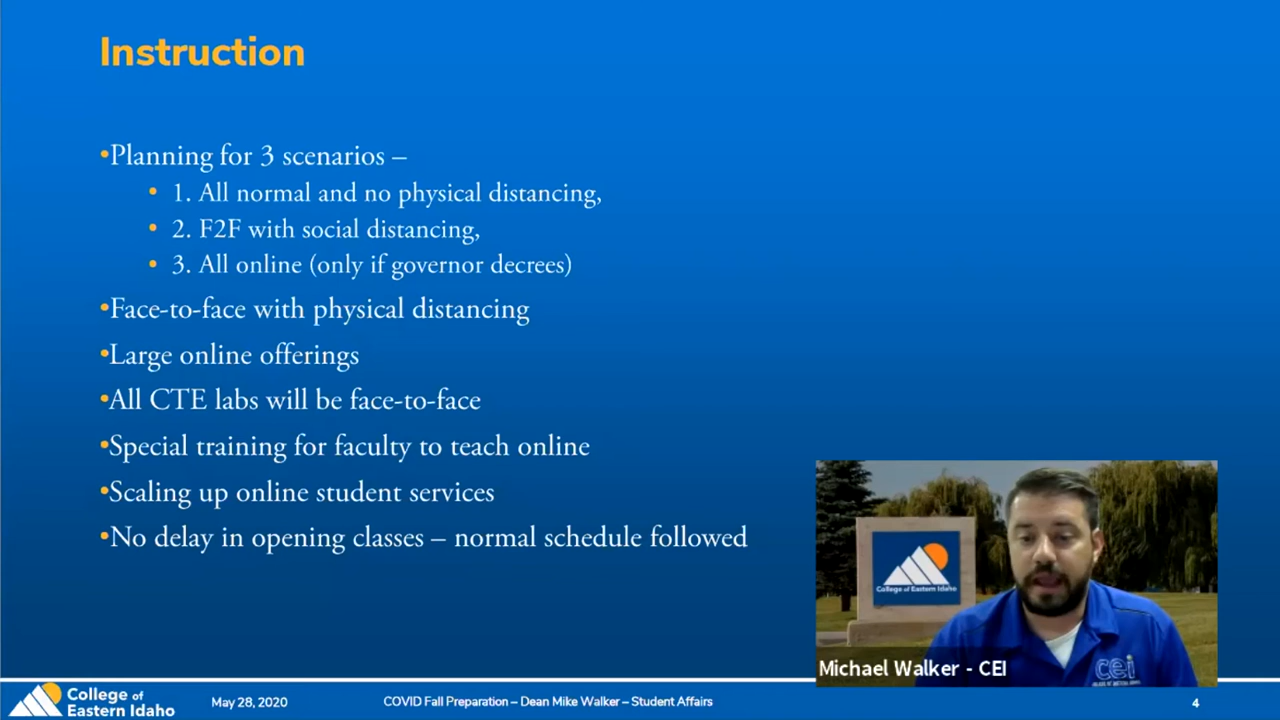 Instruction
•Planning for 3 scenarios –
• 1. All normal and no physical distancing,
• 2. F2F with social distancing,
• 3. All online (only if governor decrees)
•Face-to-face with physical distancing
•Large online offerings
•All CTE labs will be face-to-face
•Special training for faculty to teach online
•Scaling up online student services
•No delay in opening classes – normal schedule followed
College of Eastern Idaho
cei
Michael Walker - CEI
College of
Eastern Idaho
May 28, 2020
COVID Fall Preparation – Dean Mike Walker – Student Affairs
4